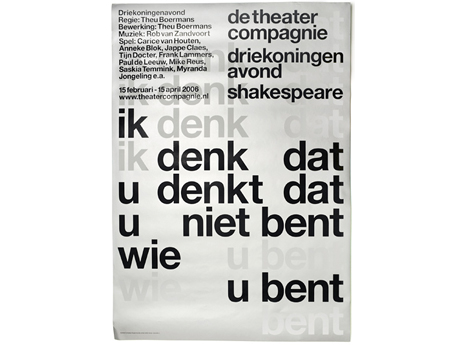 Driekoningenavond
Regie: Theu Boermans
Bewerking: Theu Boermans
Muziek: Rob van Zandvoort
Spel: Carice van Houten,
Anneke Blok, Jappe Claes,
Tijn Docter, Frank Lammers,
Paul de Leeuw, Mike Reus,
Saskia Temmink, Myranda
Jongeling e.a.
15 februari - 15 april 2006
www.theatercompagnie.nl
de theater
compagnie
driekoningen
avond
shakespeare
ik denk
ik denk
ik denk dat
u denkt dat
u niet bent
wie u bent
u bent
u bent